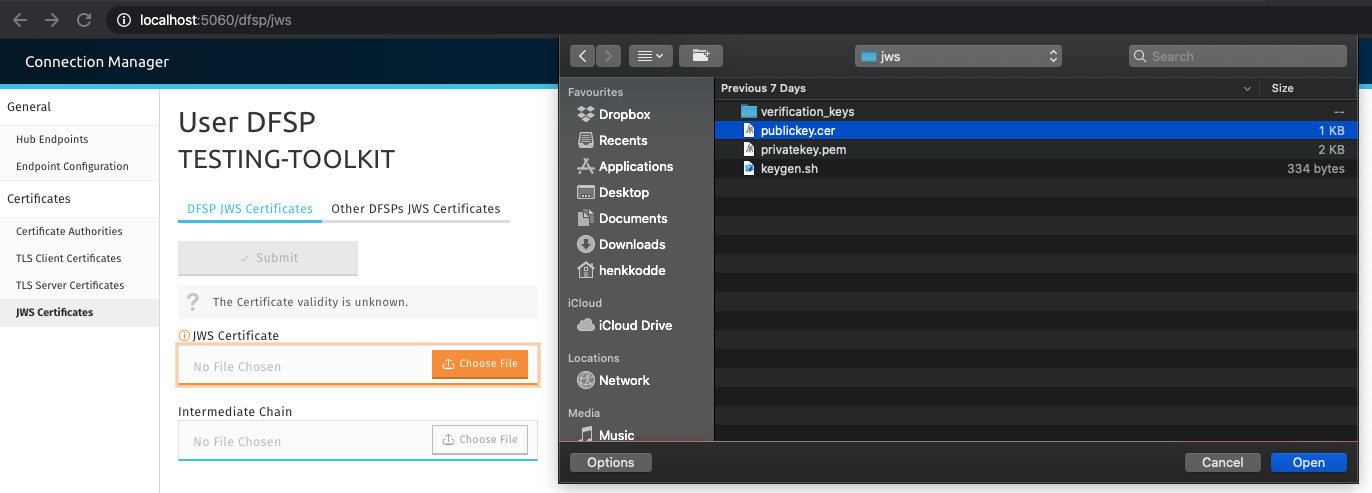 localhost:5060/dfsp/jws
Connection Manager
General
Hub Endpoints
Endpoint Configuration
Certificates
Certificate Authorities
TLS Client Certificates
TLS Server Certificates
JWS Certificates
User DFSP
TESTING-TOOLKIT
DFSP JWS Certificates Other DFSPs JWS Certificates
Submit
The Certificate validity is unknown.
JWS Certificate
No File Chosen Choose File
Intermediate Chain
No File Chosen Choose File
jws Search
Favourites
Dropbox
Recents
Applications
Desktop
Documents
Downloads
henkkodde
iCloud
iCloud Drive
Locations
Network
Media
Music
Previous 7 Days Size
verification_keys --
publickey.cer 1 KB
privatekey.pem 2 KB
keygen.sh 334 bytes
Options Cancel Open